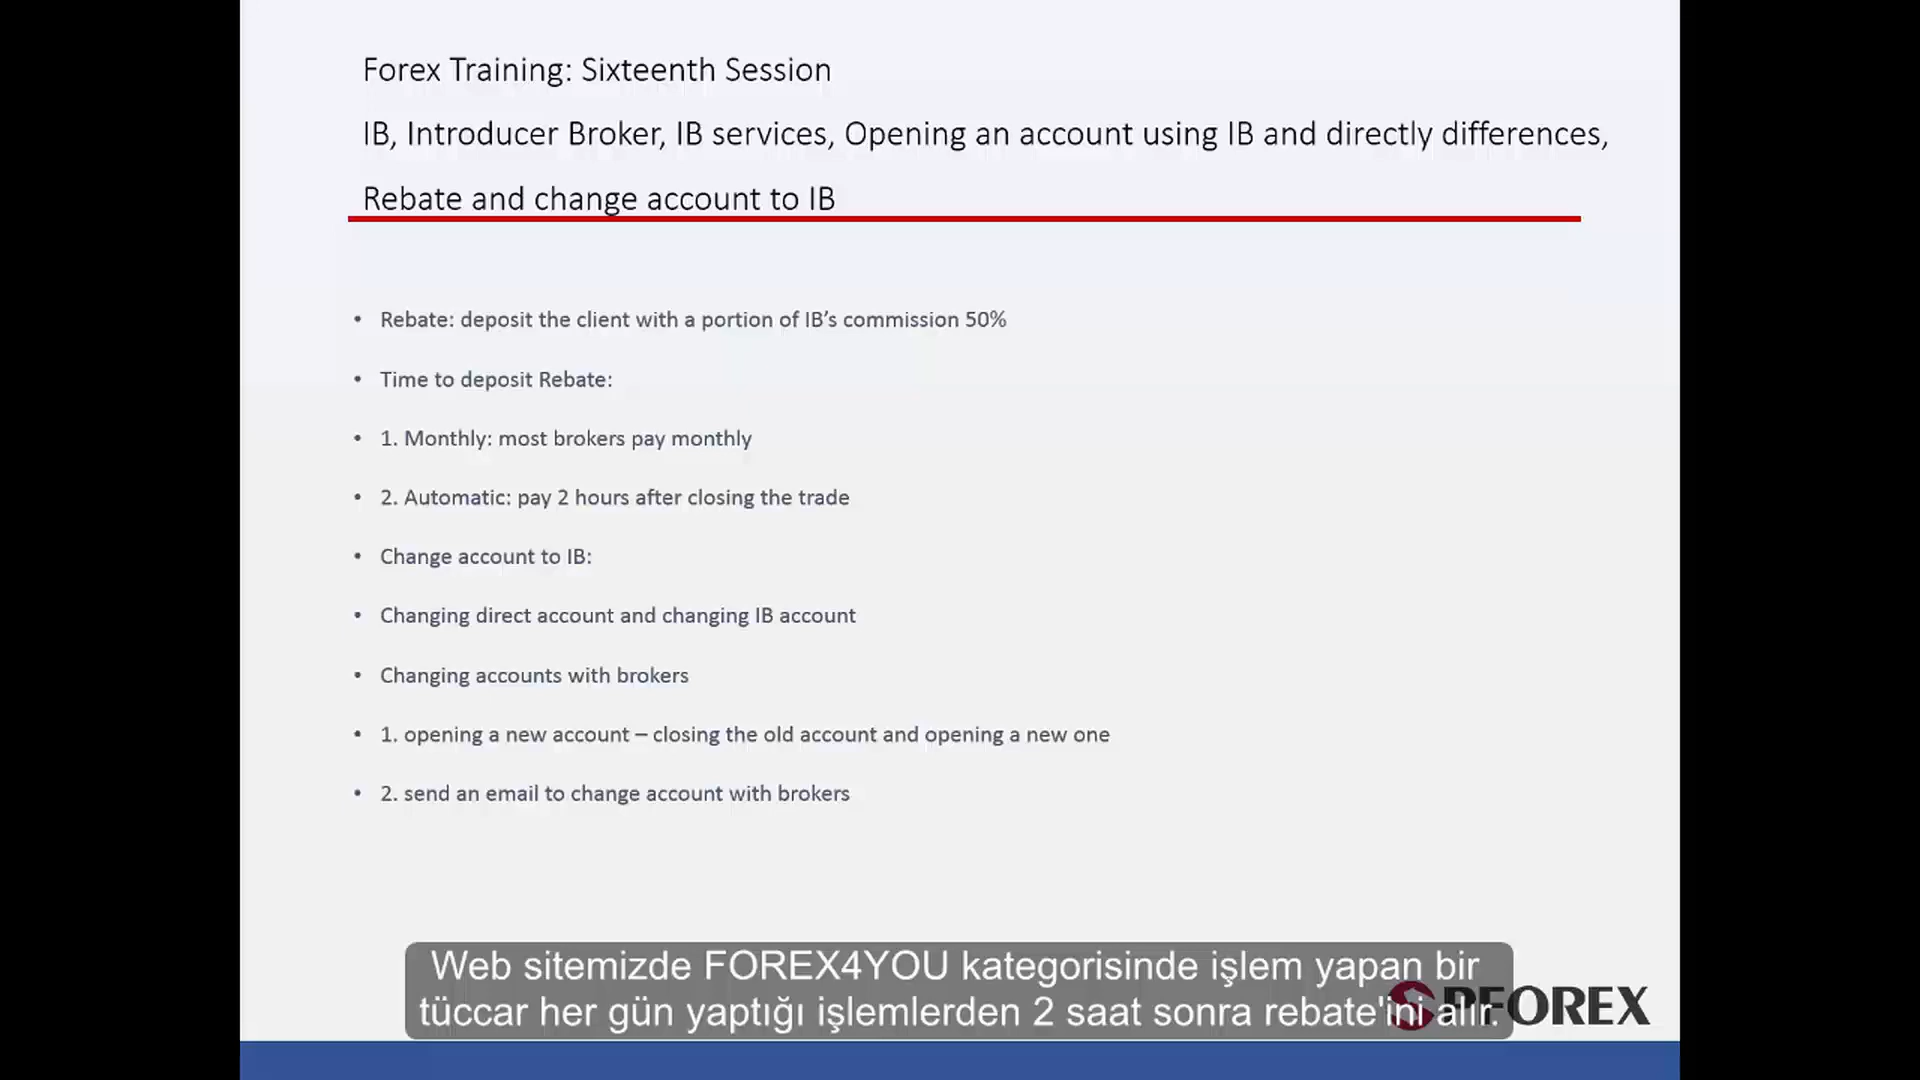 Forex Training: Sixteenth Session
IB, Introducer Broker, IB services, Opening an account using IB and directly differences,
Rebate and change account to IB
• Rebate: deposit the client with a portion of IB’s commission 50%
• Time to deposit Rebate:
• 1. Monthly: most brokers pay monthly
• 2. Automatic: pay 2 hours after closing the trade
• Change account to IB:
• Changing direct account and changing IB account
• Changing accounts with brokers
• 1. opening a new account – closing the old account and opening a new one
• 2. send an email to change account with brokers
Web sitemizde FOREX4YOU kategorisinde işlem yapan bir
tüccar her gün yaptığı işlemlerden 2 saat sonra rebate'ini alır.
PFOREX